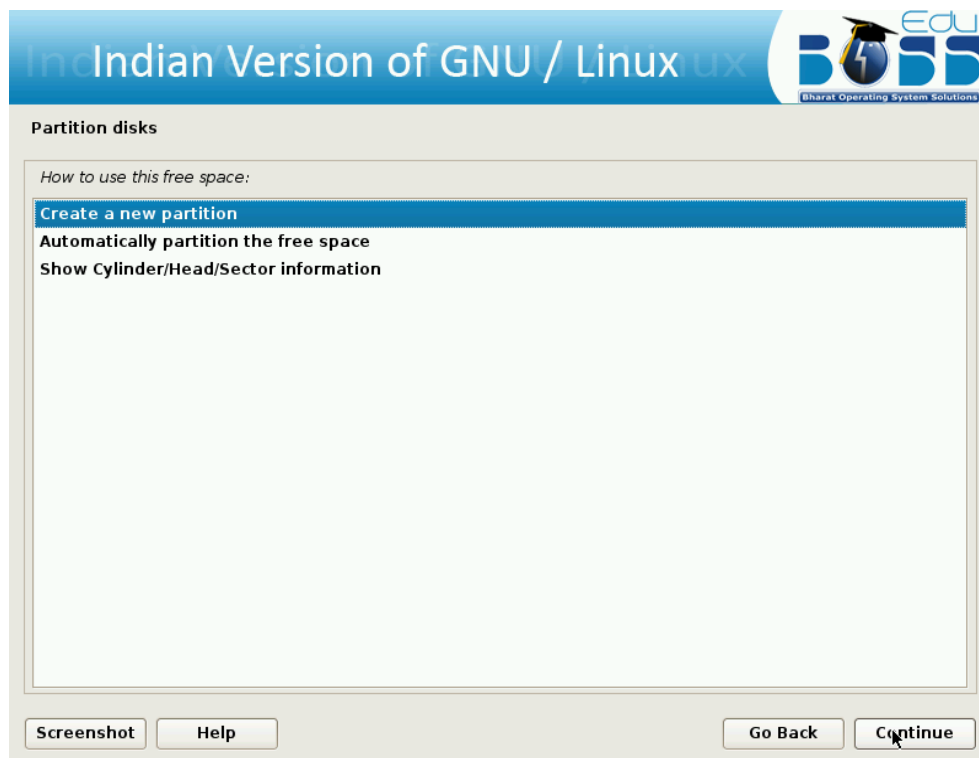 Indian Version of GNU / Linux
Edu
BOSS
Bharat Operating System Solutions
Partition disks
How to use this free space:
Create a new partition
Automatically partition the free space
Show Cylinder/Head/Sector information
Screenshot Help Go Back Continue